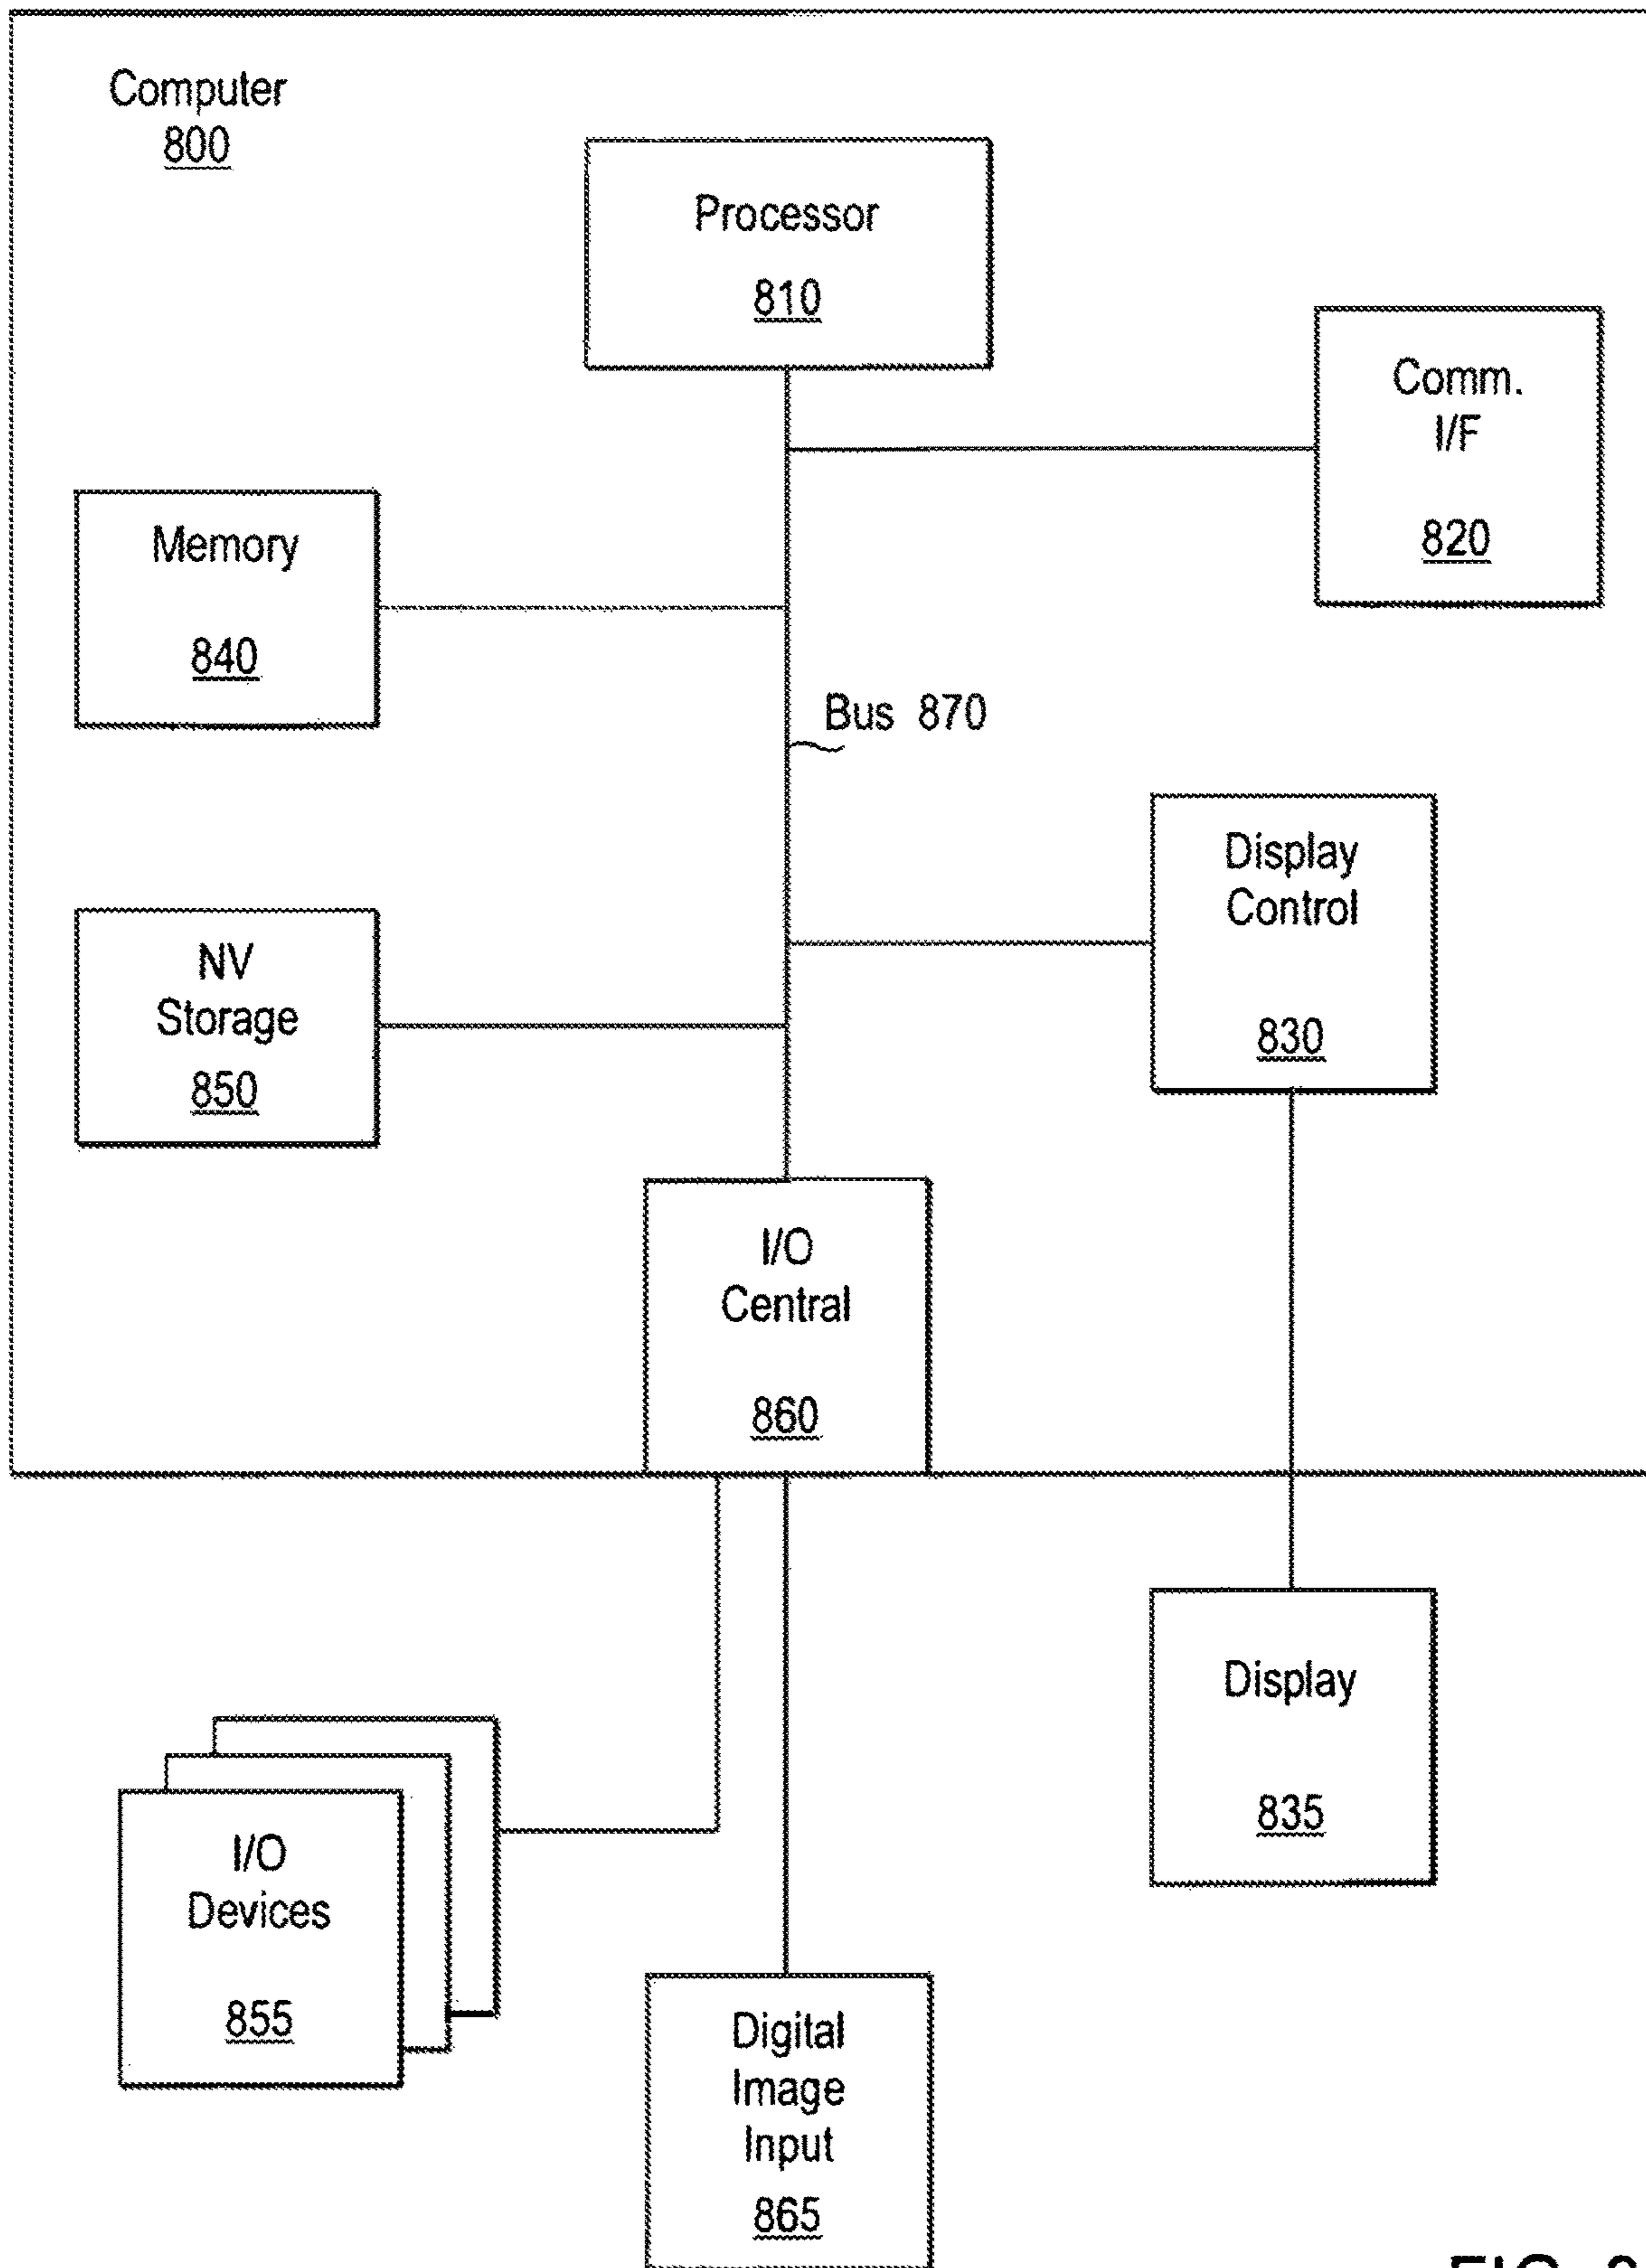 Computer
800
Processor
810
Comm.
I/F
820
Memory
840
Bus 870
Display
Control
830
NV
Storage
850
I/O
Central
860
Display
835
I/O
Devices
855
Digital
Image
Input
865